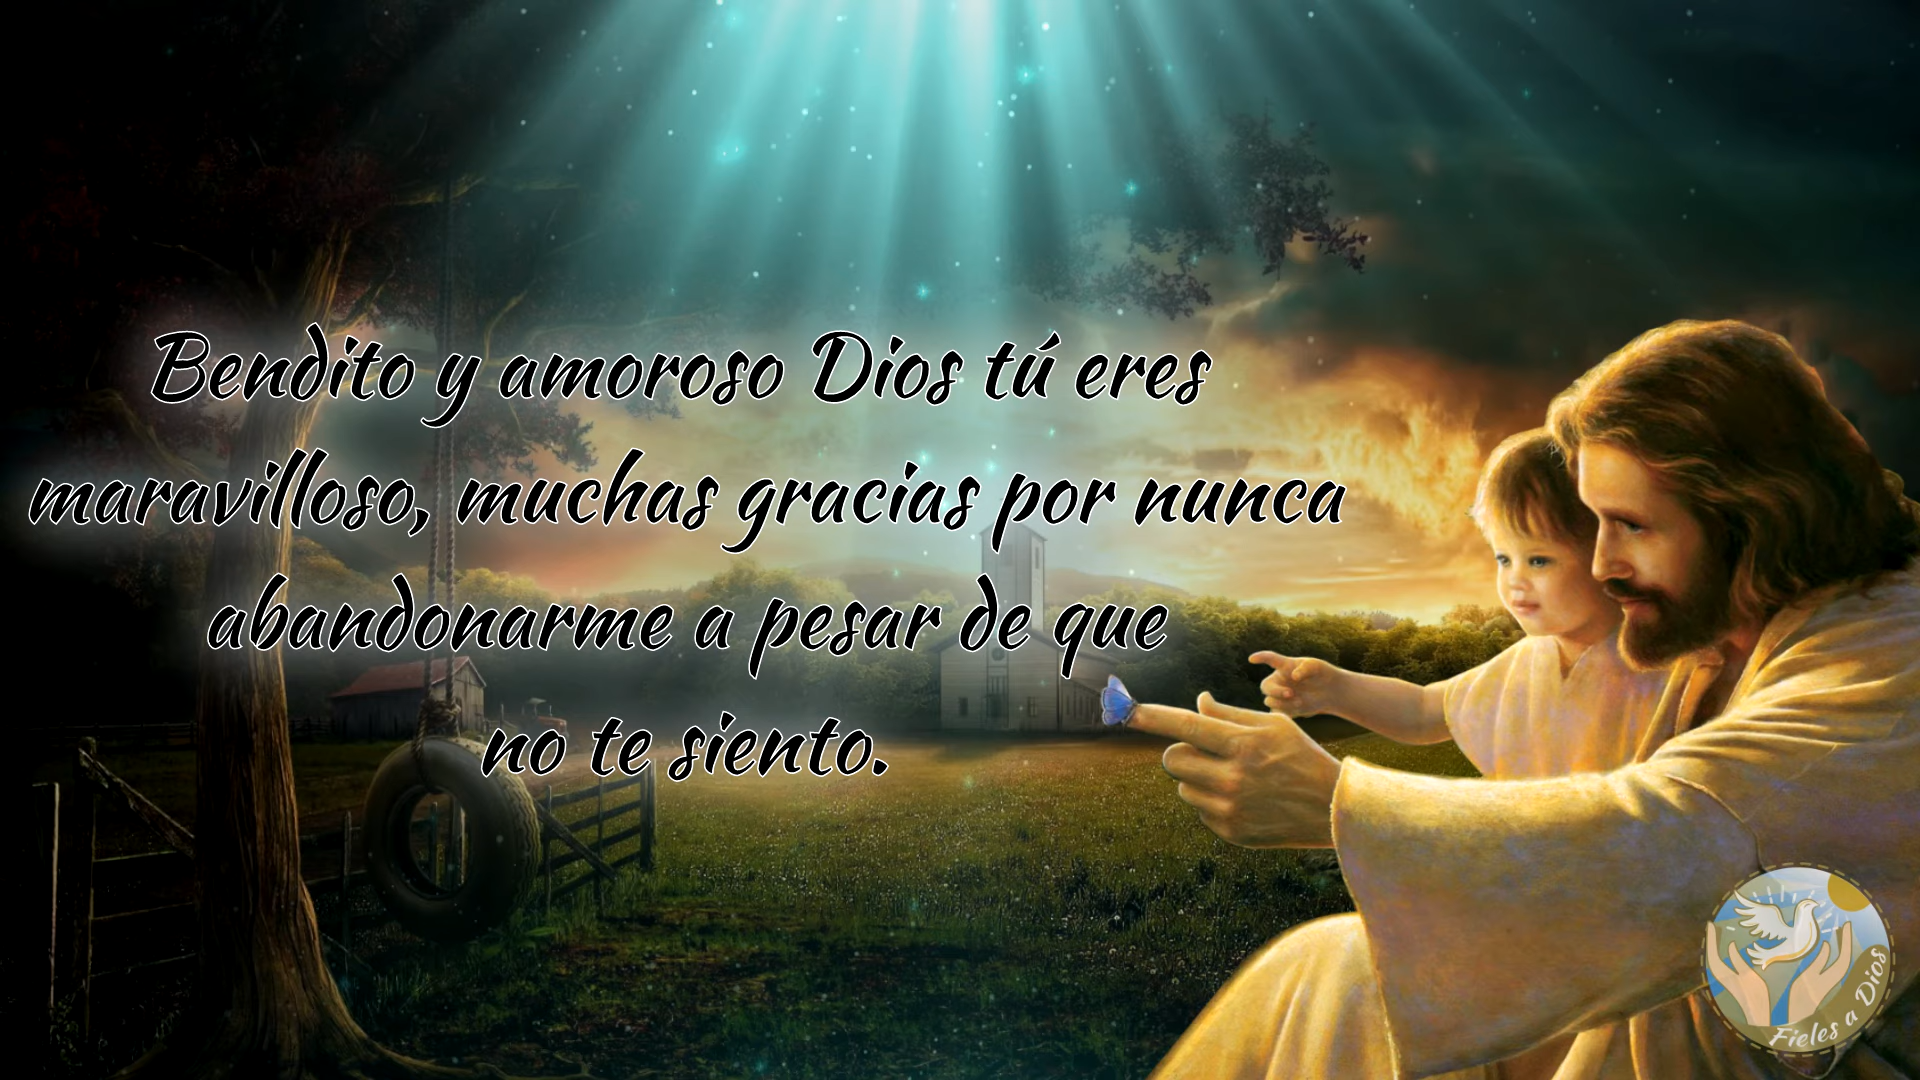 Bendito y amoroso Dios tú eres
maravilloso, muchas gracias por nunca
abandonarme a pesar de que
no te siento.
Fieles a Dios